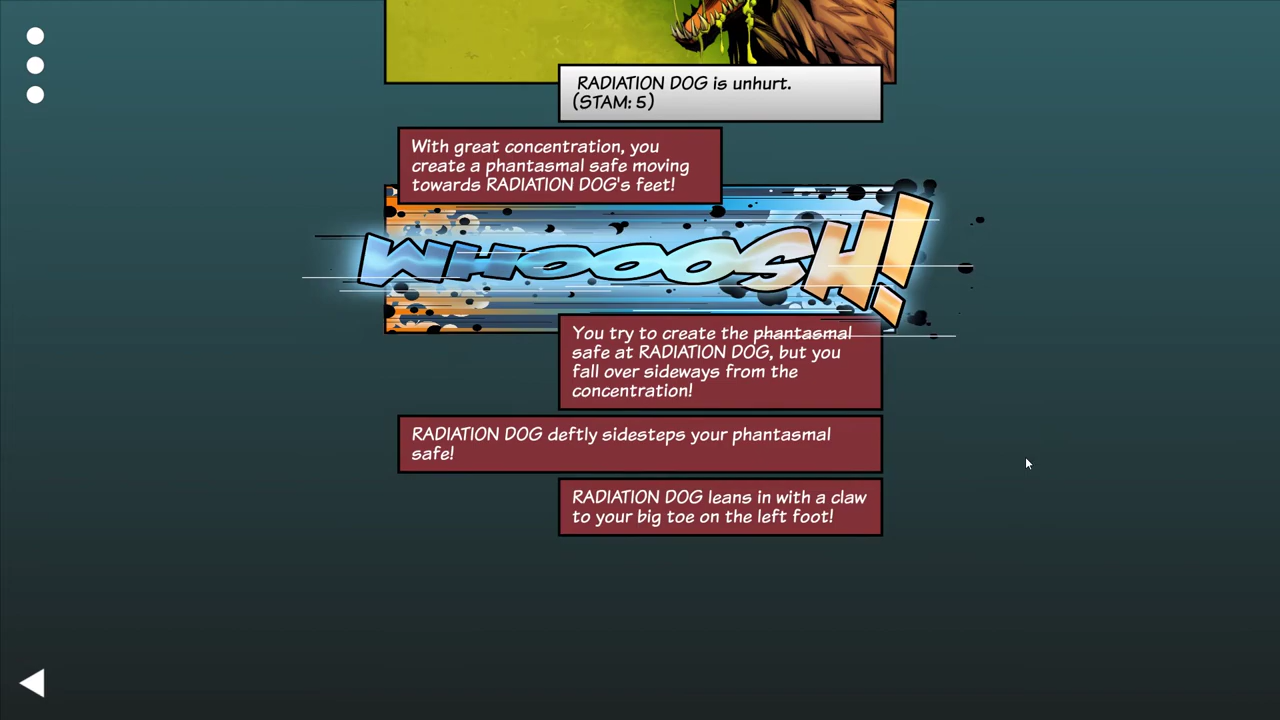 RADIATION DOG is unhurt.
(STAM: 5)
With great concentration, you
create a phantasmal safe moving
towards RADIATION DOG's feet!
WHOOOSH!
You try to create the phantasmal
safe at RADIATION DOG, but you
fall over sideways from the
concentration!
RADIATION DOG deftly sidesteps your phantasmal
safe!
RADIATION DOG leans in with a claw
to your big toe on the left foot!